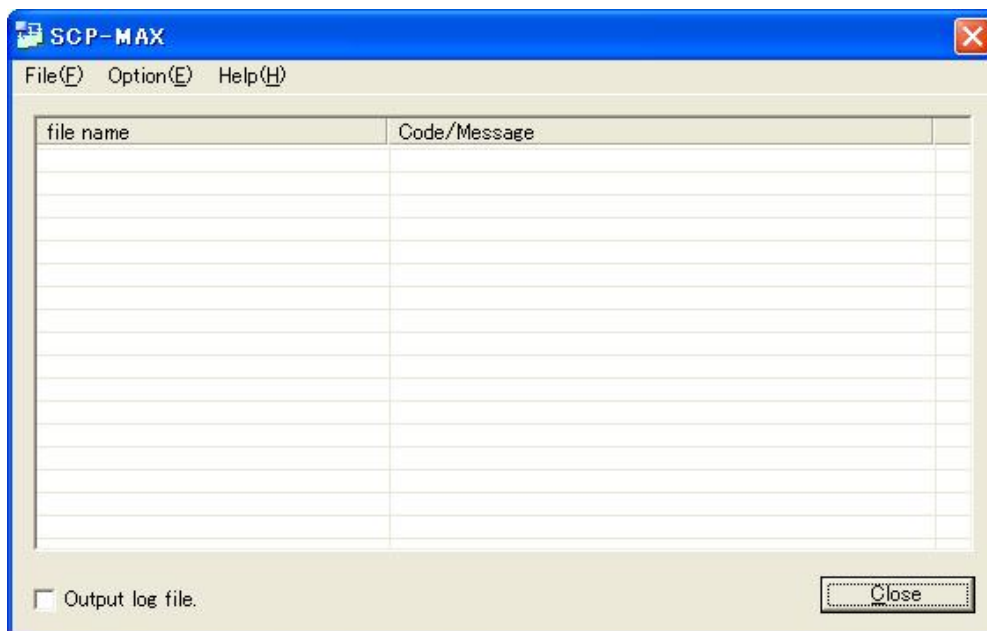 SCP-MAX
File(F) Option(E) Help(H)
file name Code/Message
Output log file.
Close